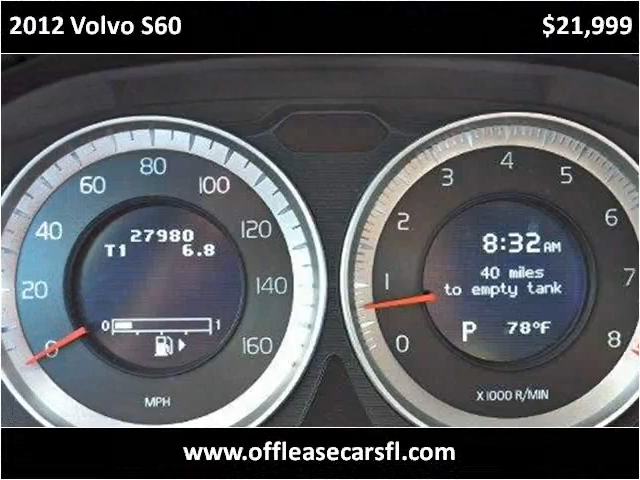 2012 Volvo S60 $21,999
0 20 40 60 80 100 120 140 160
27980
T1 6.8
0 1
MPH
0 1 2 3 4 5 6 7 8
8:32 AM
40 miles
to empty tank
P 78°F
X1000 R/MIN
www.offleasecarsfl.com